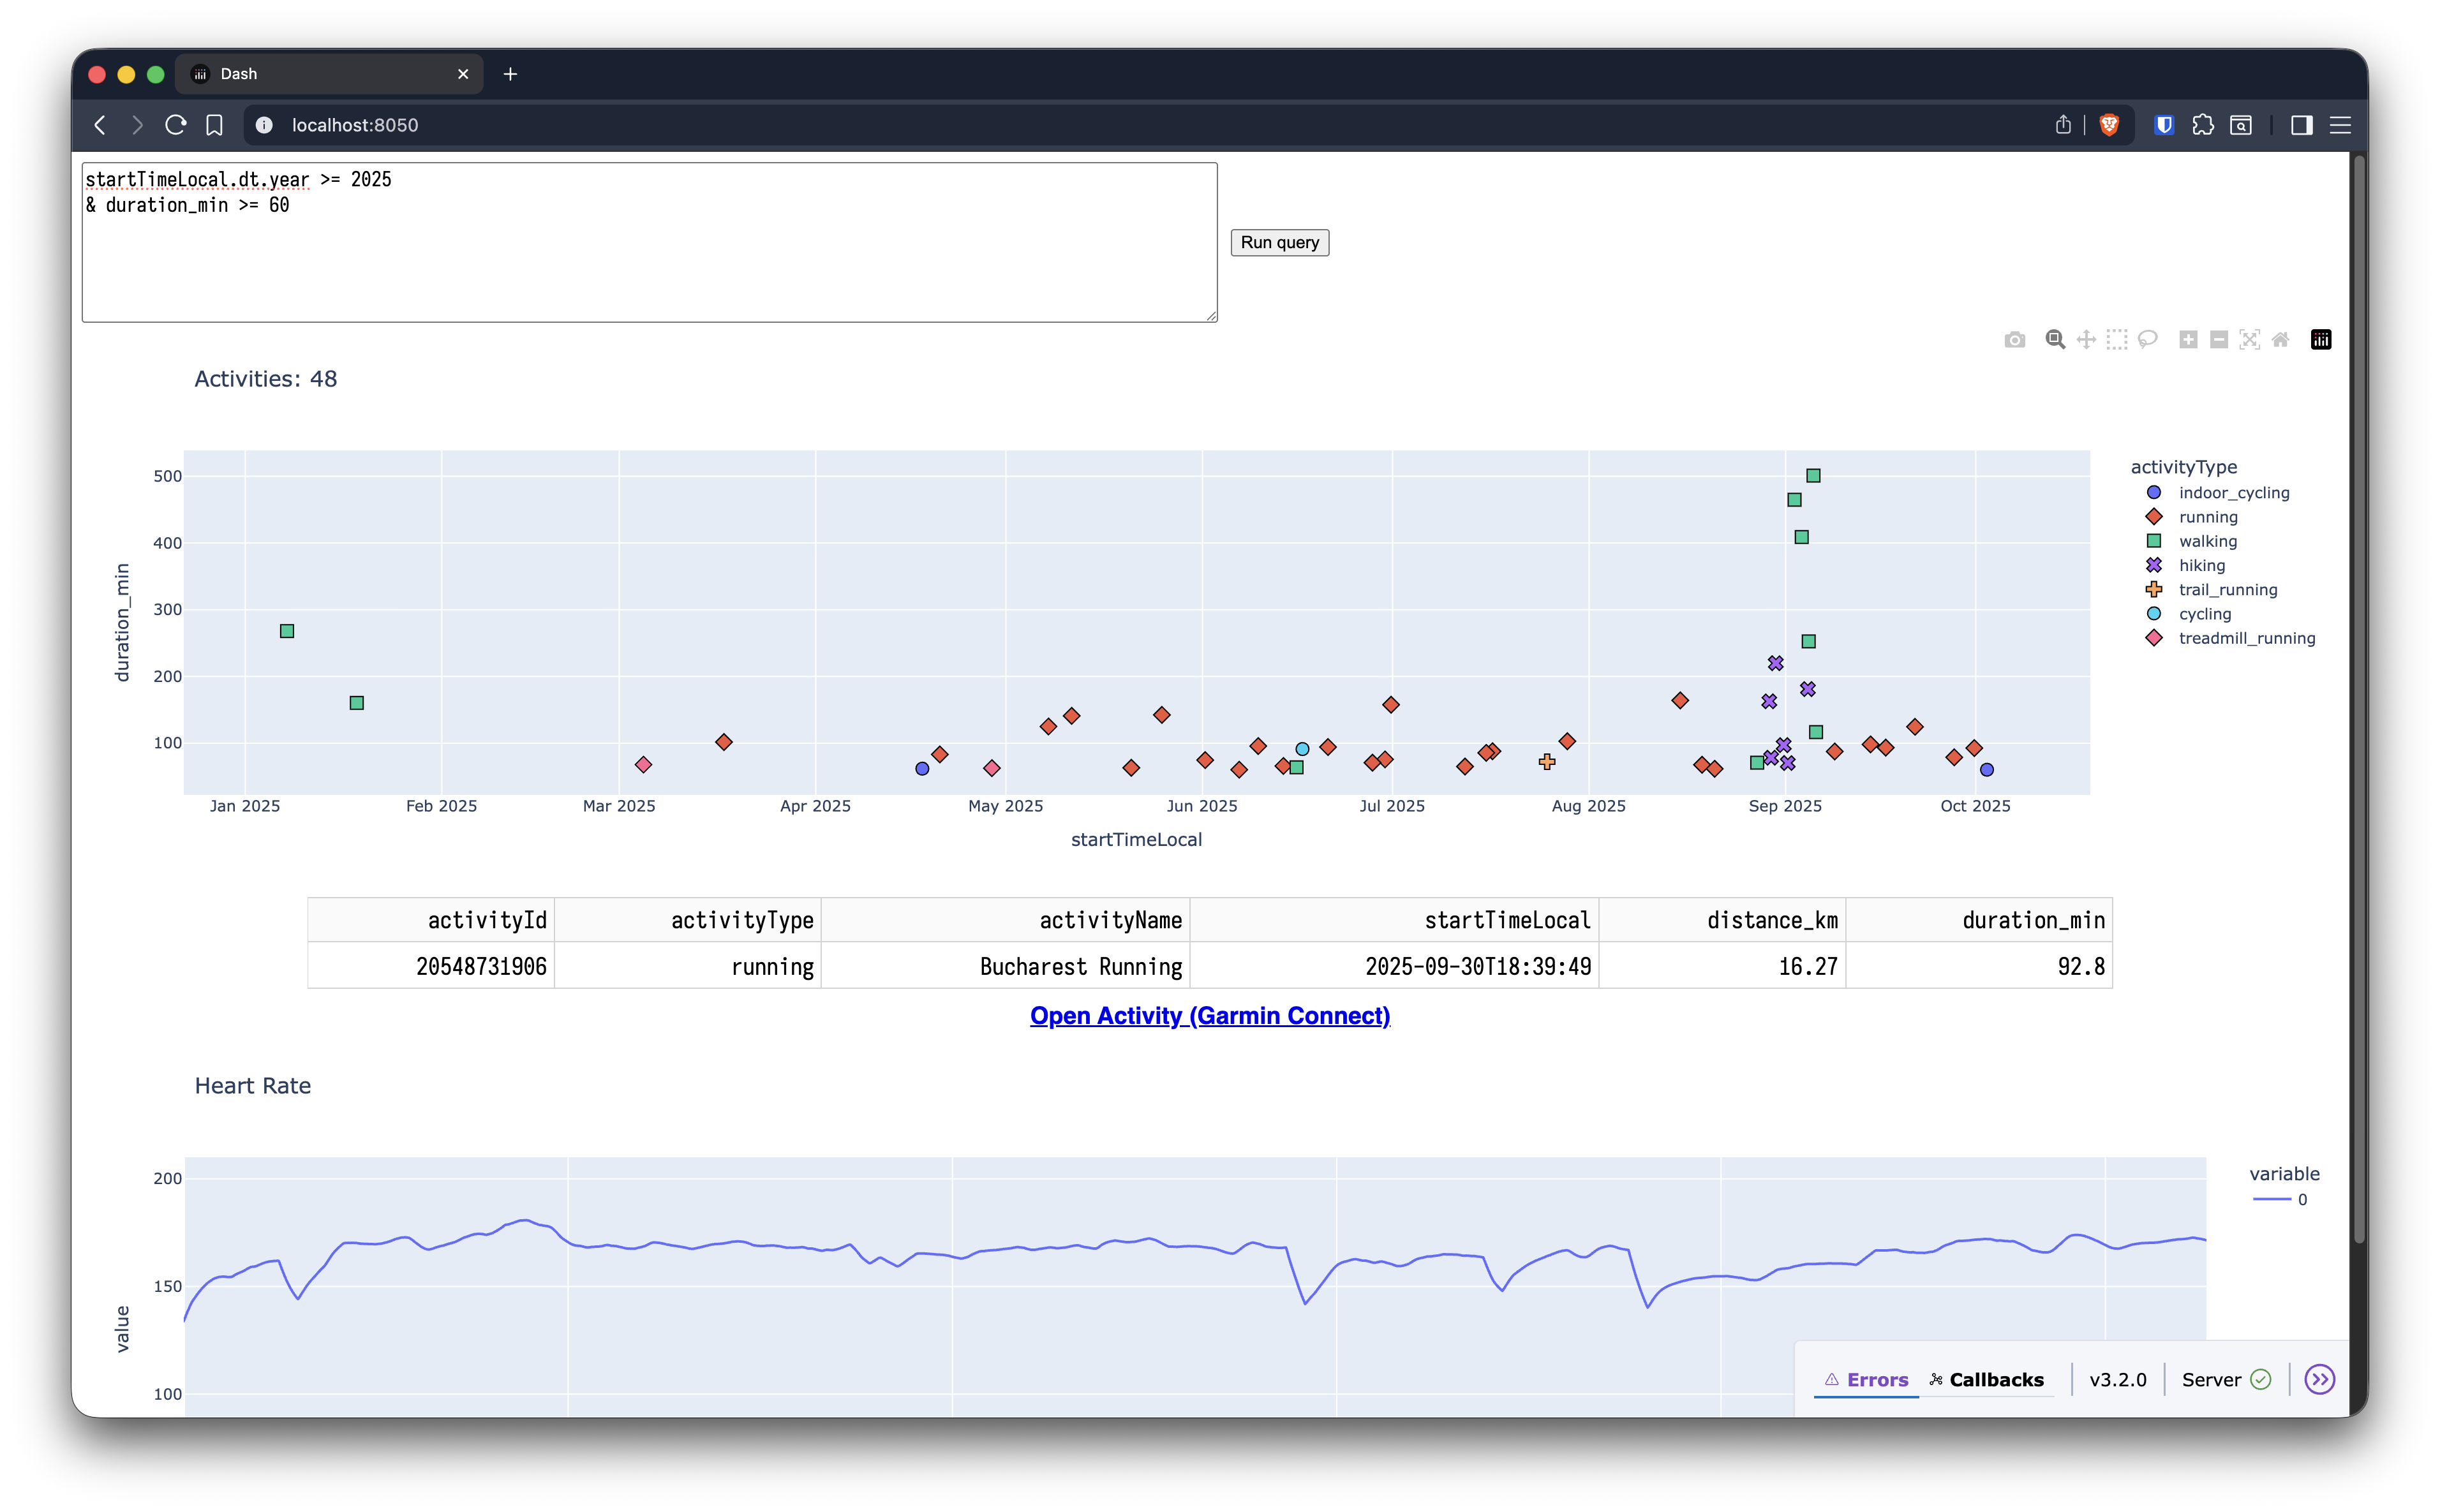 Dash
localhost:8050
startTimeLocal.dt.year >= 2025
& duration_min >= 60
Run query
Activities: 48
500
400
300
200
100
duration_min
Jan 2025 Feb 2025 Mar 2025 Apr 2025 May 2025 Jun 2025 Jul 2025 Aug 2025 Sep 2025 Oct 2025
startTimeLocal
activityType
indoor_cycling
running
walking
hiking
trail_running
cycling
treadmill_running
activityId activityType activityName startTimeLocal distance_km duration_min
20548731906 running Bucharest Running 2025-09-30T18:39:49 16.27 92.8
Open Activity (Garmin Connect)
Heart Rate
200
150
100
value
variable
0
Errors Callbacks v3.2.0 Server